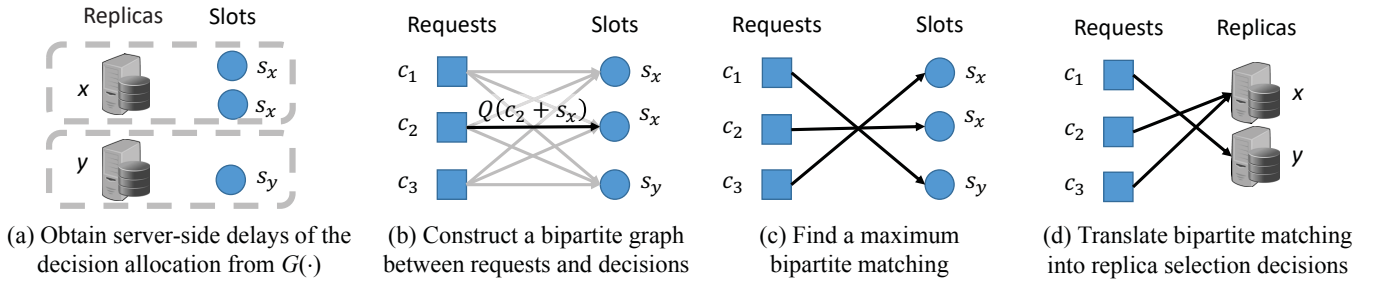 Replicas Slots
x
s_x
s_x
y
s_y
(a) Obtain server-side delays of the
decision allocation from G(·)
Requests Slots
c_1
s_x
Q(c_2 + s_x)
c_2
s_x
c_3
s_y
(b) Construct a bipartite graph
between requests and decisions
Requests Slots
c_1
s_x
c_2
s_x
c_3
s_y
(c) Find a maximum
bipartite matching
Requests Replicas
c_1
x
c_2
y
c_3
(d) Translate bipartite matching
into replica selection decisions